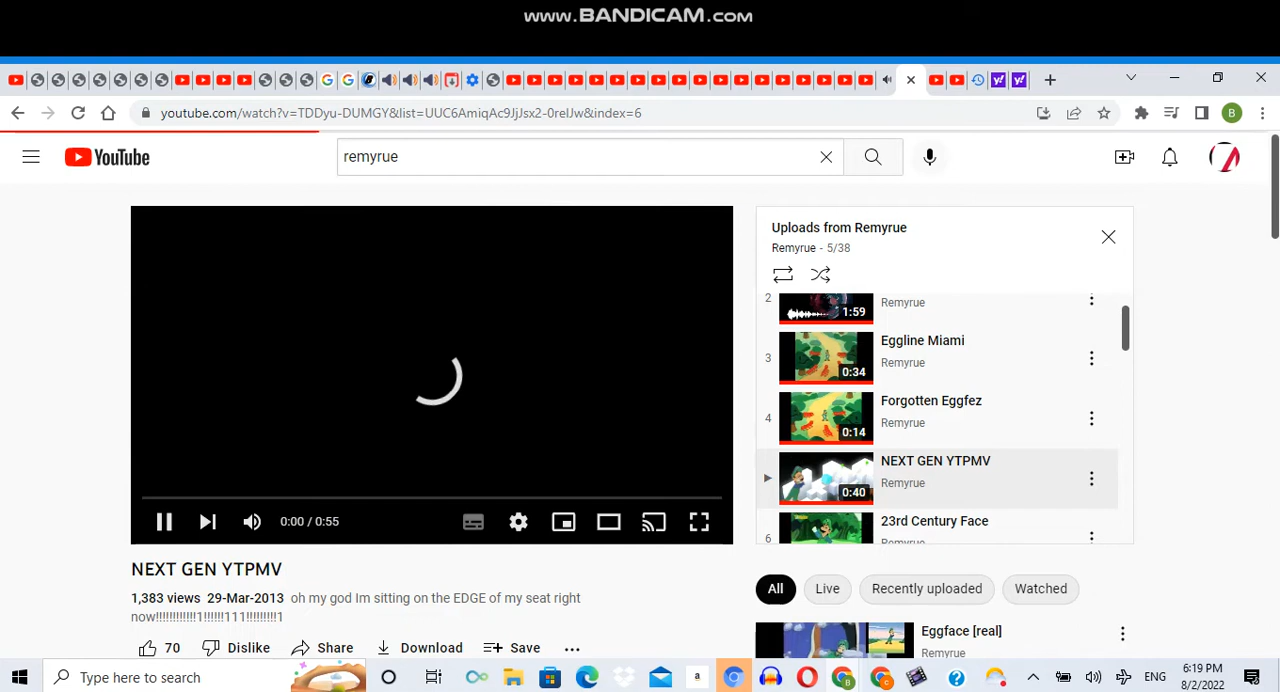 www.BANDICAM.com
youtube.com/watch?v=TDDyu-DUMGY&list=UUC6AmiqAc9JjJsx2-0relJw&index=6
B
YouTube
remyrue
Uploads from Remyrue
Remyrue - 5/38
2
1:59
Remyrue
3
0:34
Eggline Miami
Remyrue
4
0:14
Forgotten Eggfez
Remyrue
0:40
NEXT GEN YTPMV
Remyrue
6
23rd Century Face
Remyrue
0:00 / 0:55
NEXT GEN YTPMV
1,383 views 29-Mar-2013 oh my god Im sitting on the EDGE of my seat right
now!!!!!!!!!!!!1!!!!!!111!!!!!!!!!1
70 Dislike Share Download Save
All Live Recently uploaded Watched
Eggface [real]
Remyrue
Type here to search
ENG
6:19 PM
8/2/2022